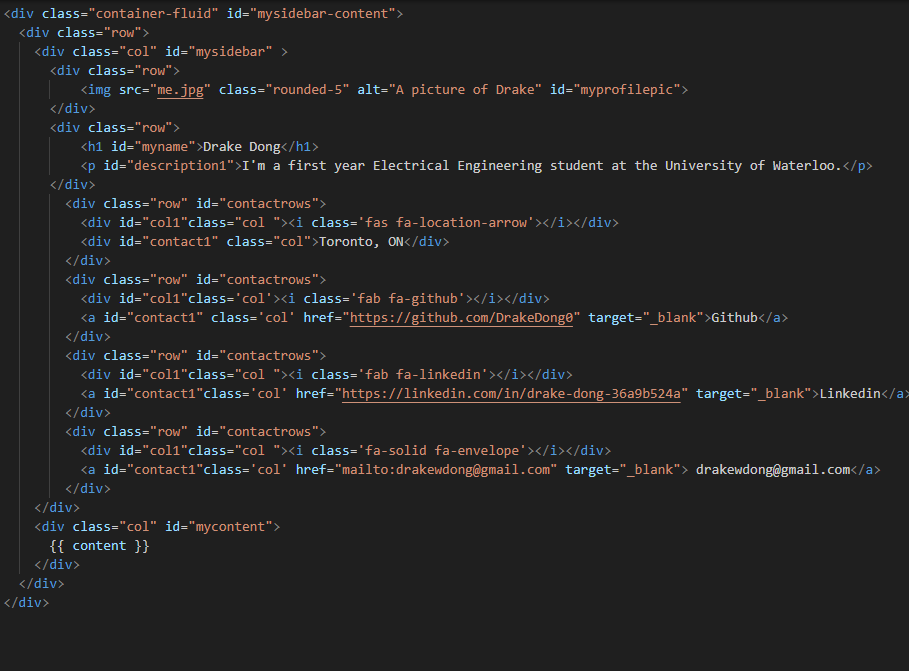 <div class="container-fluid" id="mysidebar-content">
<div class="row">
<div class="col" id="mysidebar" >
<div class="row">
<img src="me.jpg" class="rounded-5" alt="A picture of Drake" id="myprofilepic">
</div>
<div class="row">
<h1 id="myname">Drake Dong</h1>
<p id="description1">I'm a first year Electrical Engineering student at the University of Waterloo.</p>
</div>
<div class="row" id="contactrows">
<div id="col1"class="col "><i class='fas fa-location-arrow'></i></div>
<div id="contact1" class="col">Toronto, ON</div>
</div>
<div class="row" id="contactrows">
<div id="col1"class='col'><i class='fab fa-github'></i></div>
<a id="contact1" class='col' href="https://github.com/DrakeDong0" target="_blank">Github</a>
</div>
<div class="row" id="contactrows">
<div id="col1"class="col "><i class='fab fa-linkedin'></i></div>
<a id="contact1"class='col' href="https://linkedin.com/in/drake-dong-36a9b524a" target="_blank">Linkedin</a>
</div>
<div class="row" id="contactrows">
<div id="col1"class="col "><i class='fa-solid fa-envelope'></i></div>
<a id="contact1"class='col' href="mailto:drakewdong@gmail.com" target="_blank"> drakewdong@gmail.com</a>
</div>
</div>
<div class="col" id="mycontent">
{{ content }}
</div>
</div>
</div>